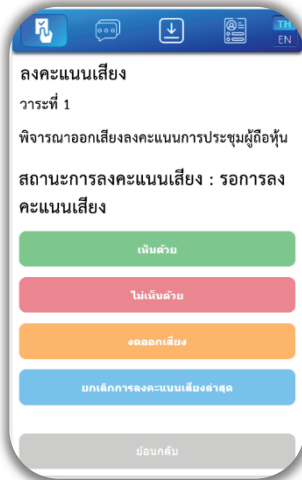 TH
EN
ลงคะแนนเสียง
วาระที่ 1
พิจารณาออกเสียงลงคะแนนการประชุมผู้ถือหุ้น
สถานะการลงคะแนนเสียง : รอการลง
คะแนนเสียง
เห็นด้วย
ไม่เห็นด้วย
งดออกเสียง
ยกเลิกการลงคะแนนเสียงล่าสุด
ย้อนกลับ